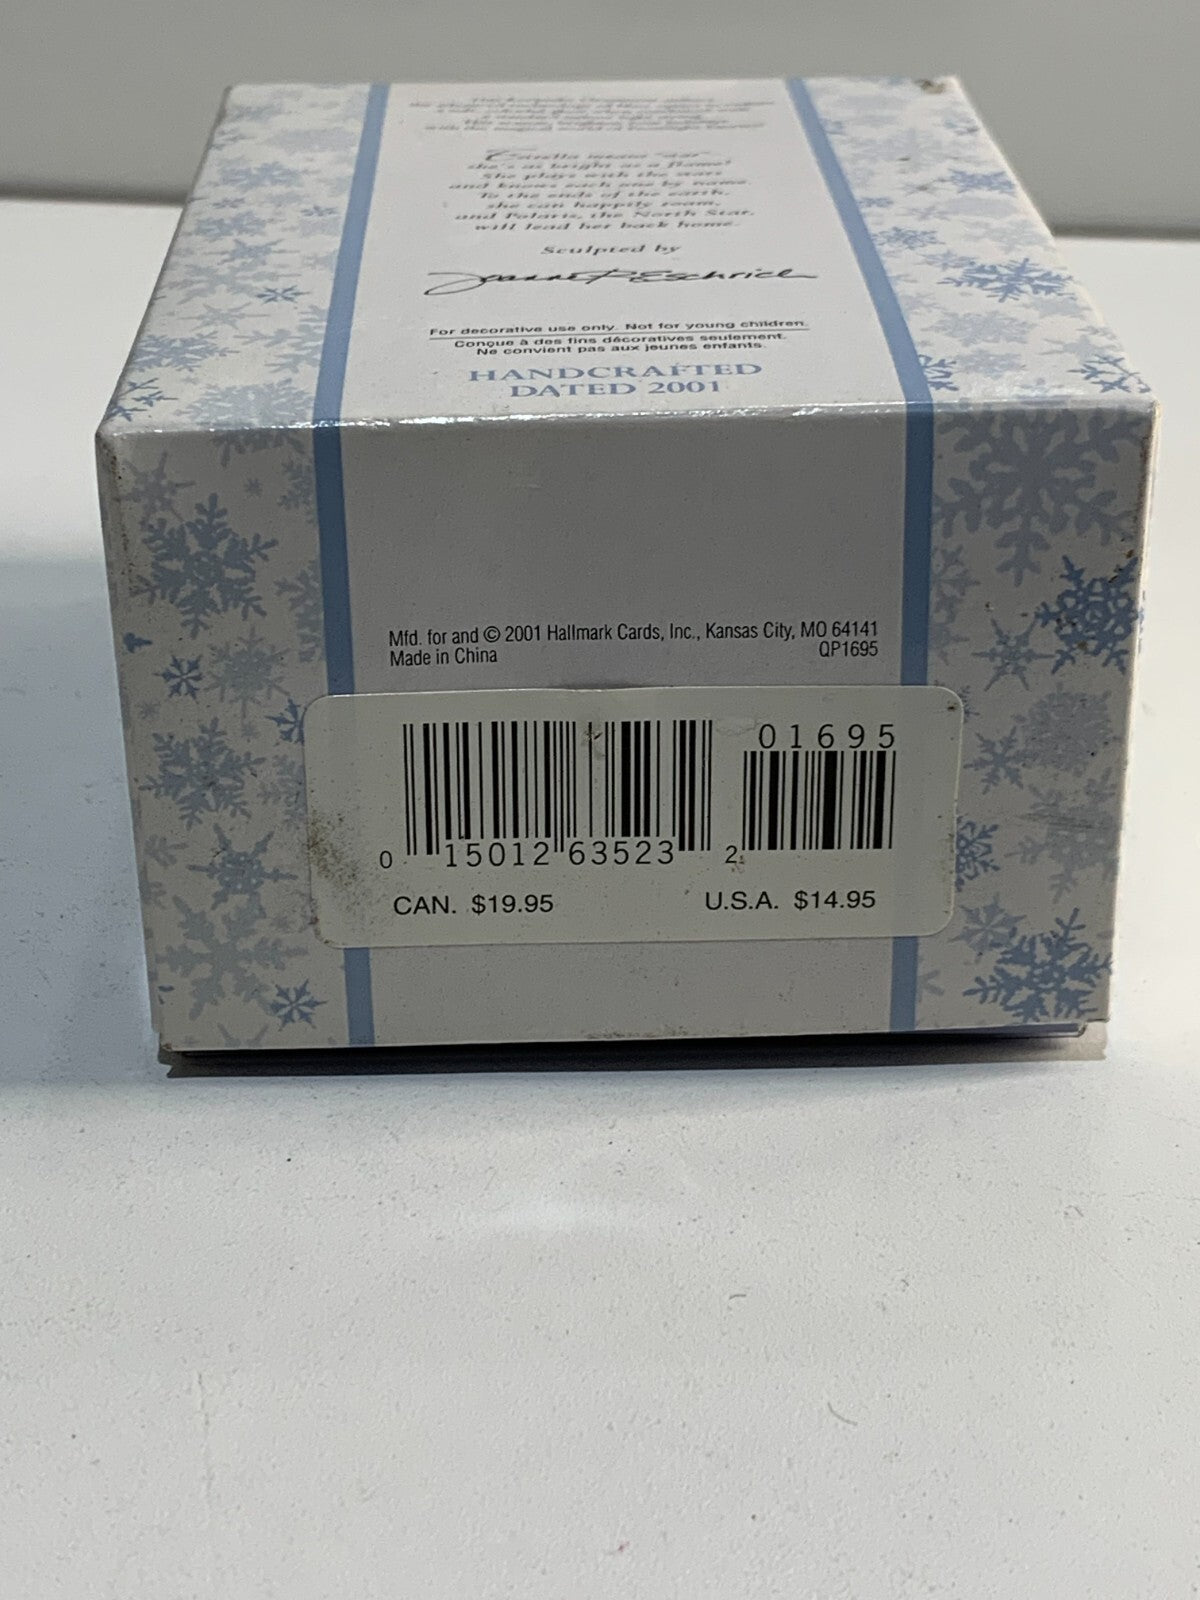 Estrella means "star"
she's as bright as a flame!
She plays with the stars
and knows each one by name.
To the ends of the earth,
she can happily roam,
and Polaris, the North Star,
will lead her back home.
Sculpted by
Joanne Eschrich
For decorative use only. Not for young children.
Conçue à des fins décoratives seulement.
Ne convient pas aux jeunes enfants.
HANDCRAFTED
DATED 2001
Mfd. for and © 2001 Hallmark Cards, Inc., Kansas City, MO 64141
Made in China QP1695
01695
0 15012 63523 2
CAN. $19.95 U.S.A. $14.95